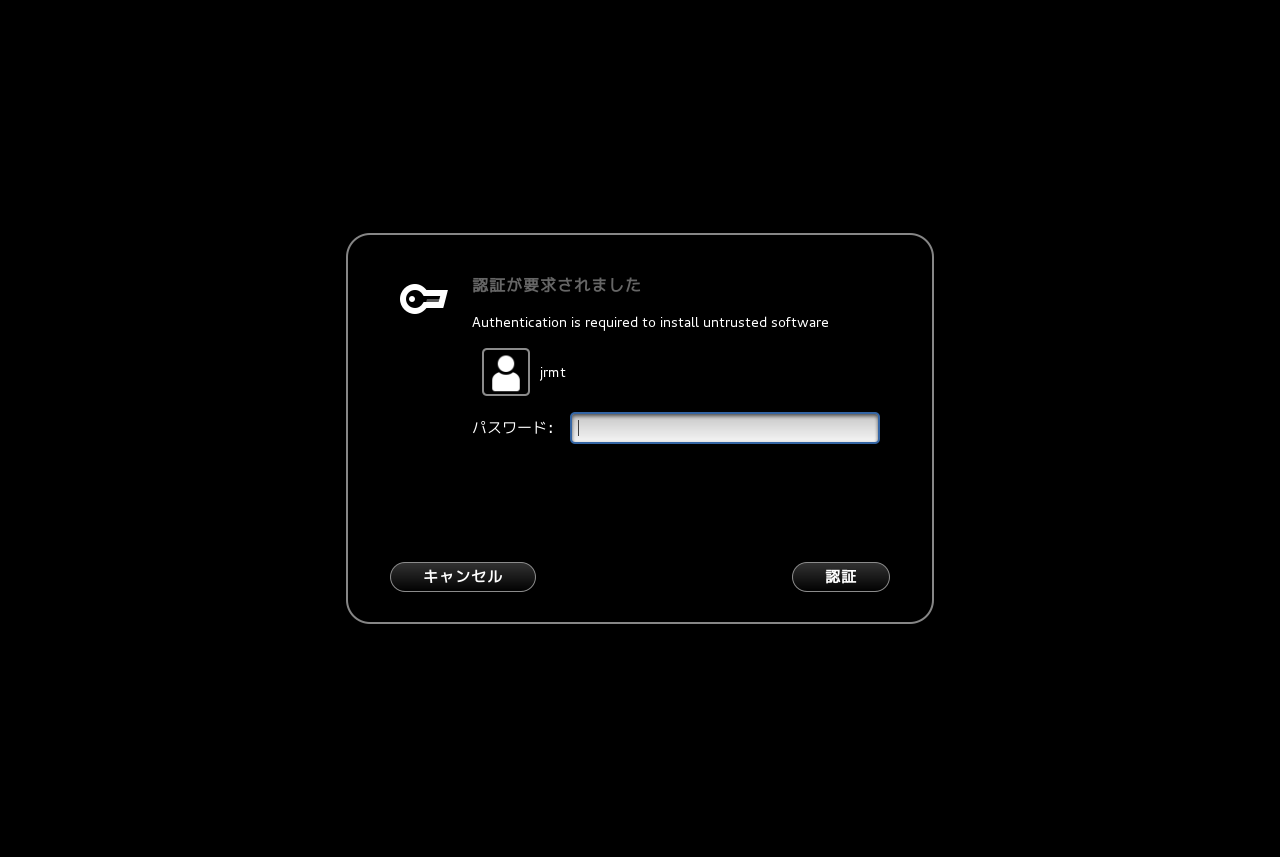 認証が要求されました
Authentication is required to install untrusted software
jrmt
パスワード:
キャンセル
認証